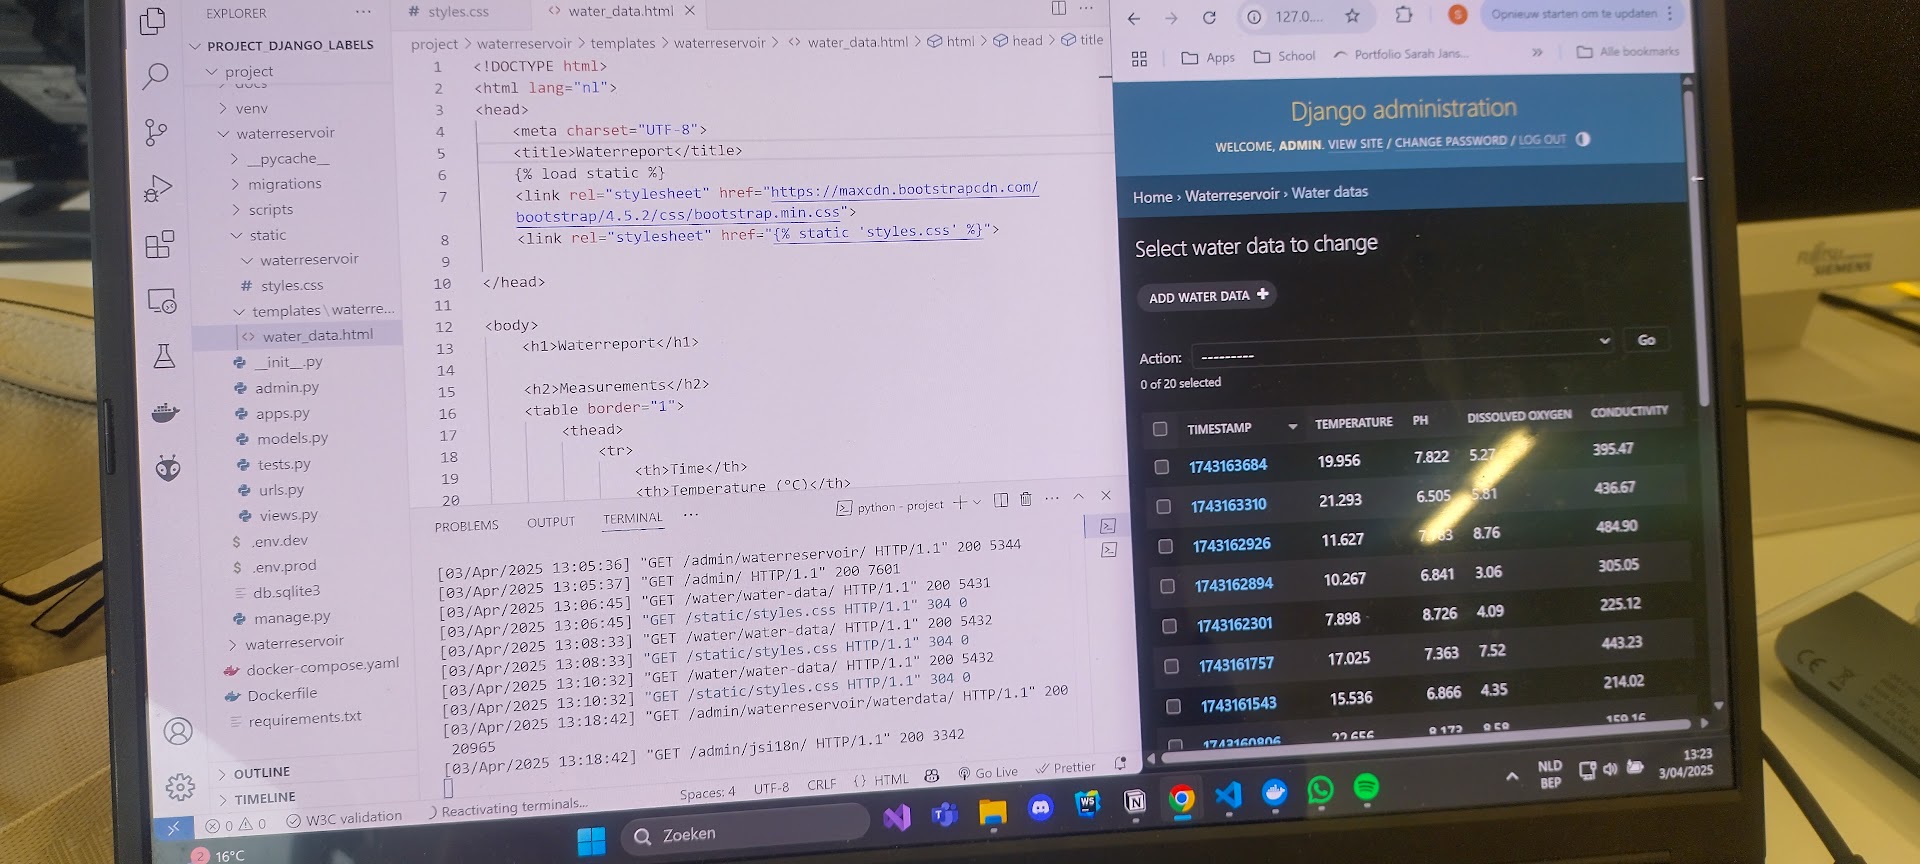 EXPLORER
···
PROJECT_DJANGO_LABELS
project
docs
venv
waterreservoir
__pycache__
migrations
scripts
static
waterreservoir
# styles.css
templates\waterre...
<> water_data.html
__init__.py
admin.py
apps.py
models.py
tests.py
urls.py
views.py
$ .env.dev
$ .env.prod
db.sqlite3
manage.py
waterreservoir
docker-compose.yaml
Dockerfile
requirements.txt
OUTLINE
TIMELINE
# styles.css
<> water_data.html ×
project > waterreservoir > templates > waterreservoir > <> water_data.html > html > head > title
1 <!DOCTYPE html>
2 <html lang="nl">
3 <head>
4 <meta charset="UTF-8">
5 <title>Waterreport</title>
6 {% load static %}
7 <link rel="stylesheet" href="https://maxcdn.bootstrapcdn.com/
bootstrap/4.5.2/css/bootstrap.min.css">
8 <link rel="stylesheet" href="{% static 'styles.css' %}">
9
10 </head>
11
12 <body>
13 <h1>Waterreport</h1>
14
15 <h2>Measurements</h2>
16 <table border="1">
17 <thead>
18 <tr>
19 <th>Time</th>
20 <th>Temperature (°C)</th>
PROBLEMS OUTPUT TERMINAL ···
python - project
[03/Apr/2025 13:05:36] "GET /admin/waterreservoir/ HTTP/1.1" 200 5344
[03/Apr/2025 13:05:37] "GET /admin/ HTTP/1.1" 200 7601
[03/Apr/2025 13:06:45] "GET /water/water-data/ HTTP/1.1" 200 5431
[03/Apr/2025 13:06:45] "GET /static/styles.css HTTP/1.1" 304 0
[03/Apr/2025 13:08:33] "GET /water/water-data/ HTTP/1.1" 200 5432
[03/Apr/2025 13:08:33] "GET /static/styles.css HTTP/1.1" 304 0
[03/Apr/2025 13:10:32] "GET /water/water-data/ HTTP/1.1" 200 5432
[03/Apr/2025 13:10:32] "GET /static/styles.css HTTP/1.1" 304 0
[03/Apr/2025 13:18:42] "GET /admin/waterreservoir/waterdata/ HTTP/1.1" 200
20965
[03/Apr/2025 13:18:42] "GET /admin/jsi18n/ HTTP/1.1" 200 3342
0 0 W3C validation Reactivating terminals... Spaces: 4 UTF-8 CRLF {} HTML Go Live Prettier
127.0.... S Opnieuw starten om te updaten
Apps School Portfolio Sarah Jans... » Alle bookmarks
Django administration
WELCOME, ADMIN. VIEW SITE / CHANGE PASSWORD / LOG OUT
Home › Waterreservoir › Water datas
Select water data to change
ADD WATER DATA +
Action: --------- Go
0 of 20 selected
TIMESTAMP TEMPERATURE PH DISSOLVED OXYGEN CONDUCTIVITY
1743163684 19.956 7.822 5.27 395.47
1743163310 21.293 6.505 5.81 436.67
1743162926 11.627 8.76 484.90
1743162894 10.267 6.841 3.06 305.05
1743162301 7.898 8.726 4.09 225.12
1743161757 17.025 7.363 7.52 443.23
1743161543 15.536 6.866 4.35 214.02
1743160806 22.656 8.173 159.16
2 16°C
Zoeken
WS
N
NLD
BEP
13:23
3/04/2025
FUJITSU
SIEMENS
CE